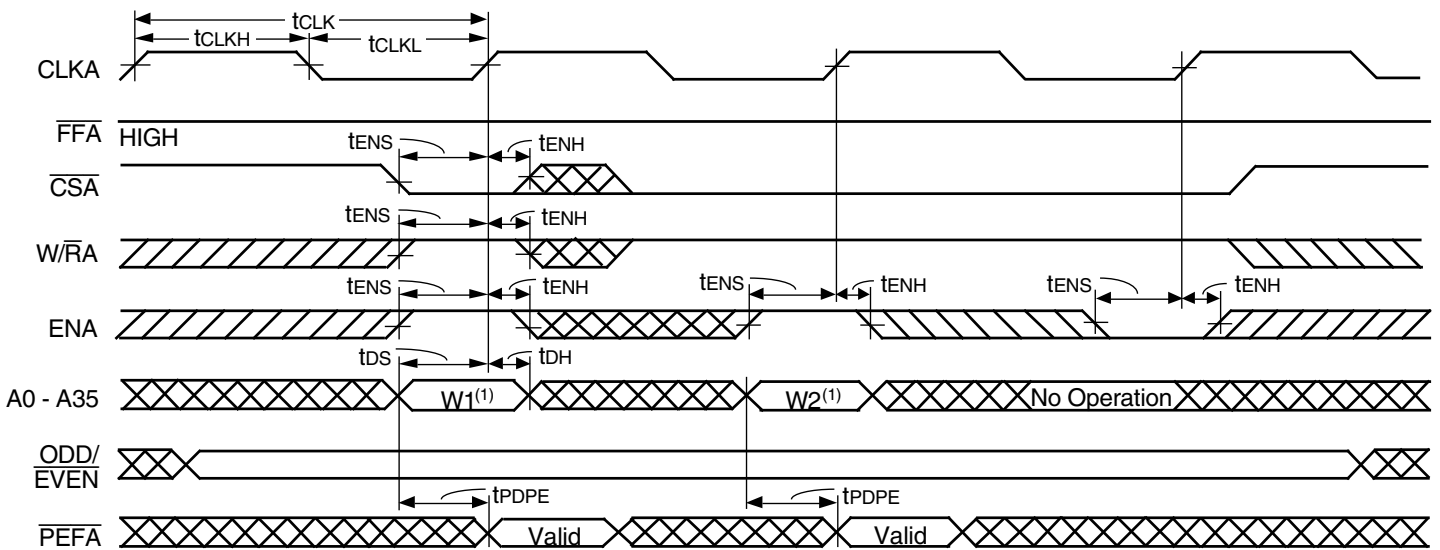 tCLK
tCLKH tCLKL
CLKA
FFA HIGH
tENS tENH
CSA
tENS tENH
W/RA
tENS tENH tENS tENH tENS tENH
ENA
tDS tDH
A0 - A35 W1(1) W2(1) No Operation
ODD/
EVEN
tPDPE tPDPE
PEFA Valid Valid